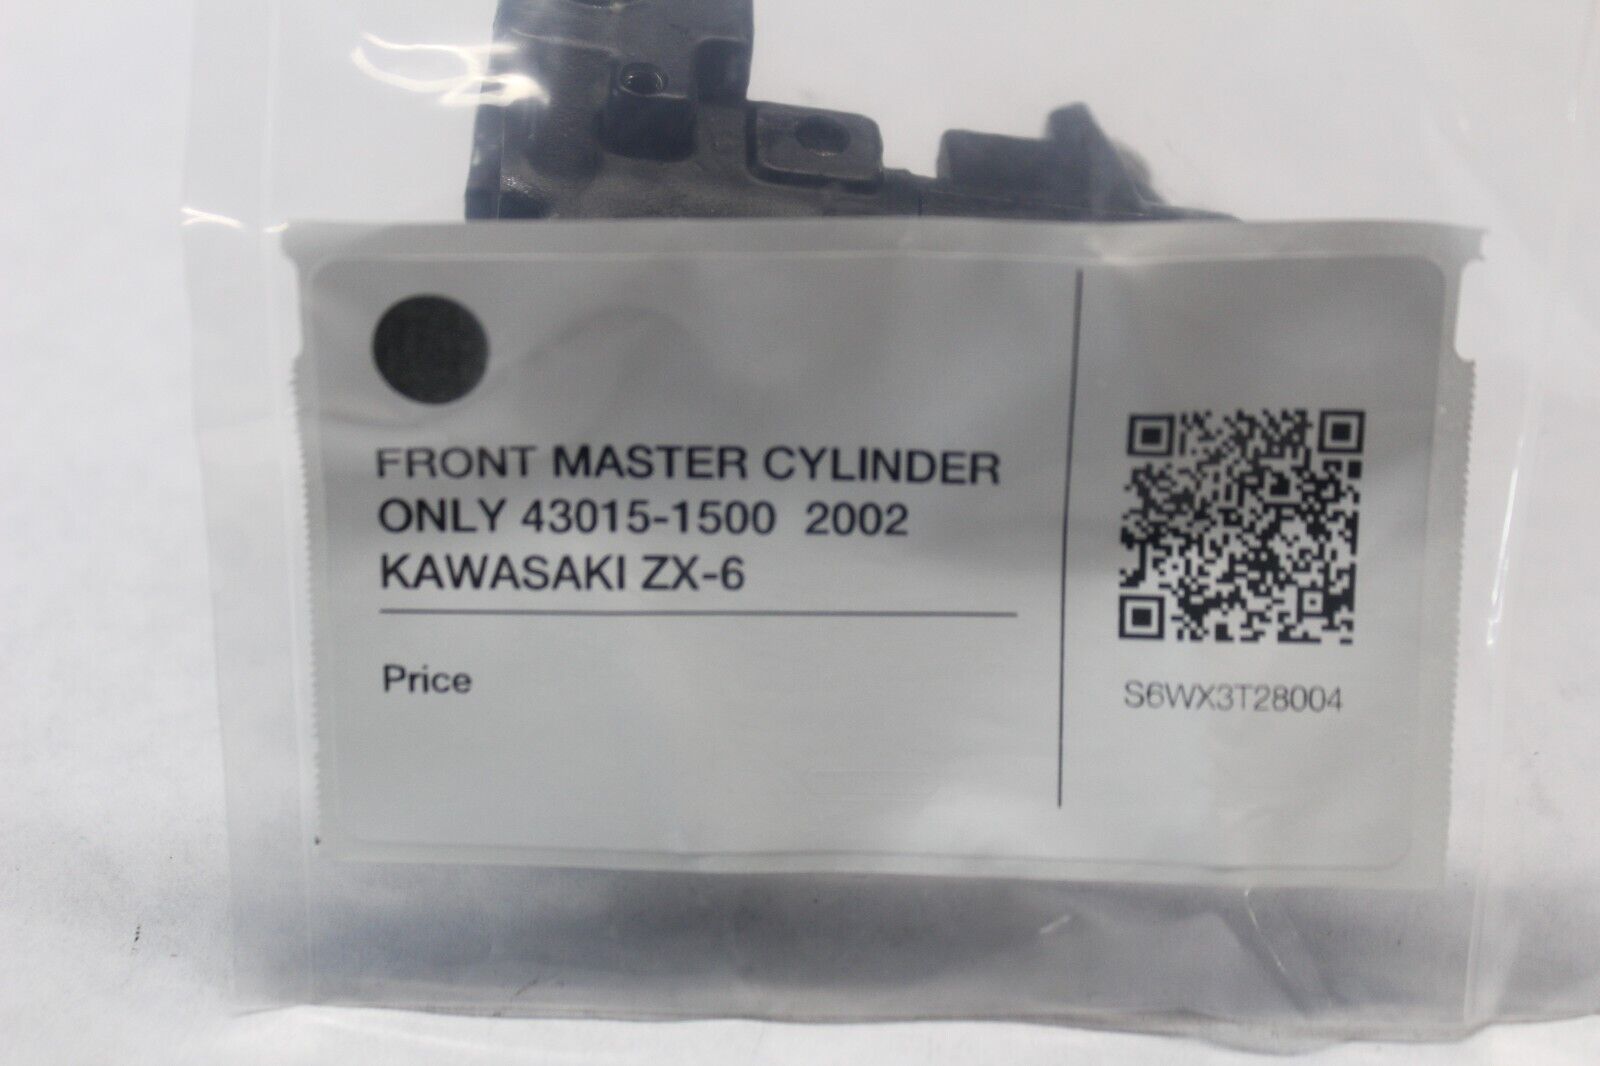 FRONT MASTER CYLINDER
ONLY 43015-1500 2002
KAWASAKI ZX-6
Price
S6WX3T28004